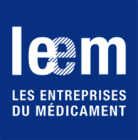 leem
LES ENTREPRISES
DU MÉDICAMENT